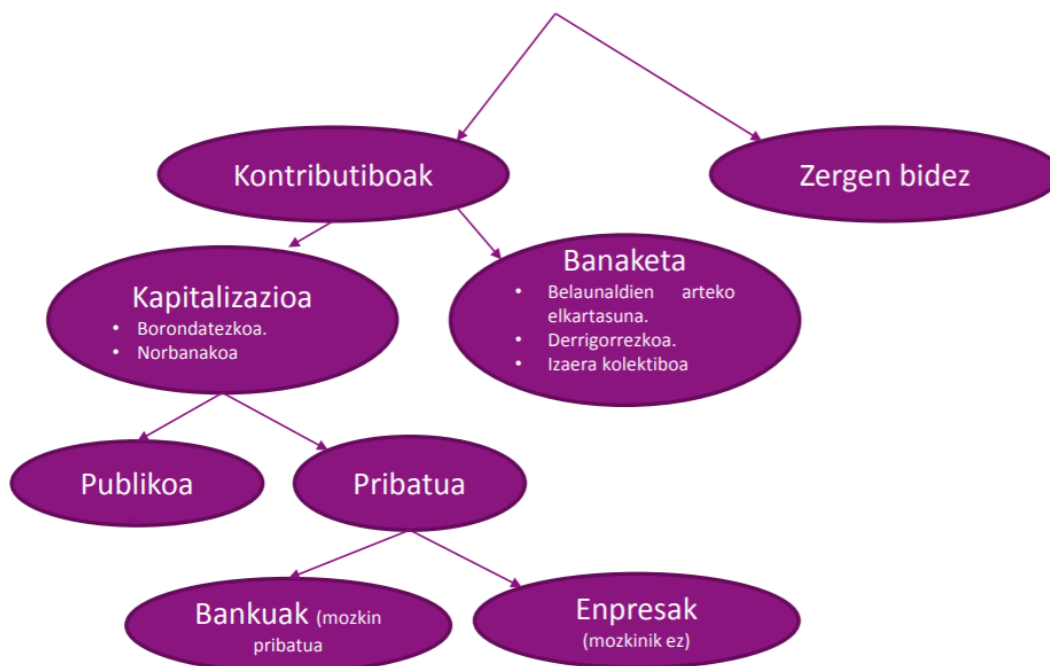 Kontributiboak
Zergen bidez
Kapitalizazioa
• Borondatezkoa.
• Norbanakoa
Banaketa
• Belaunaldien arteko
elkartasuna.
• Derrigorrezkoa.
• Izaera kolektiboa
Publikoa
Pribatua
Bankuak (mozkin
pribatua
Enpresak
(mozkinik ez)